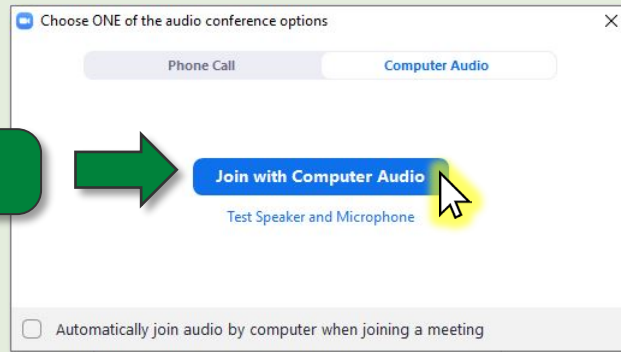 Choose ONE of the audio conference options
Phone Call Computer Audio
Join with Computer Audio
Test Speaker and Microphone
Automatically join audio by computer when joining a meeting